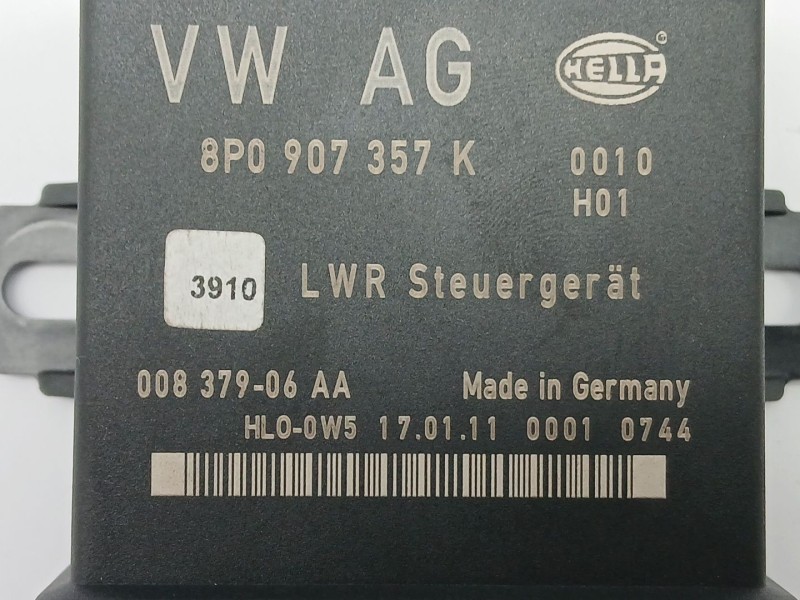 VW AG HELLA
8P0 907 357 K 0010
H01
3910 LWR Steuergerät
008 379-06 AA Made in Germany
HLO-0W5 17.01.11 0001 0744